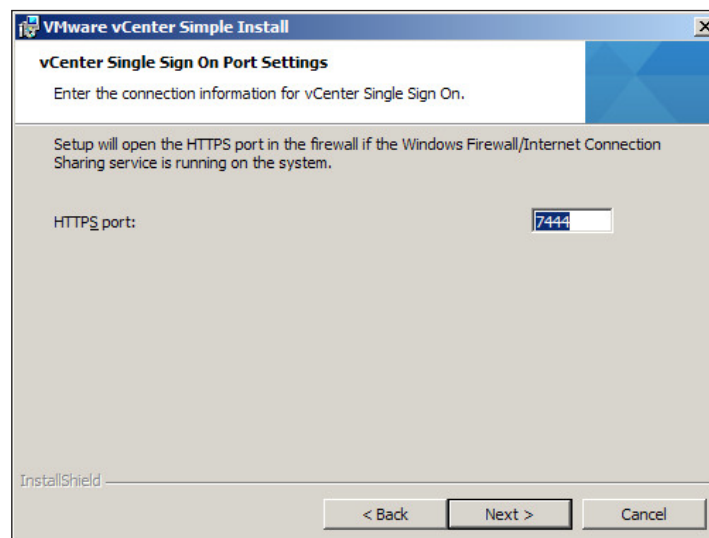 VMware vCenter Simple Install
vCenter Single Sign On Port Settings
Enter the connection information for vCenter Single Sign On.
Setup will open the HTTPS port in the firewall if the Windows Firewall/Internet Connection
Sharing service is running on the system.
HTTPS port:
7444
InstallShield
< Back
Next >
Cancel